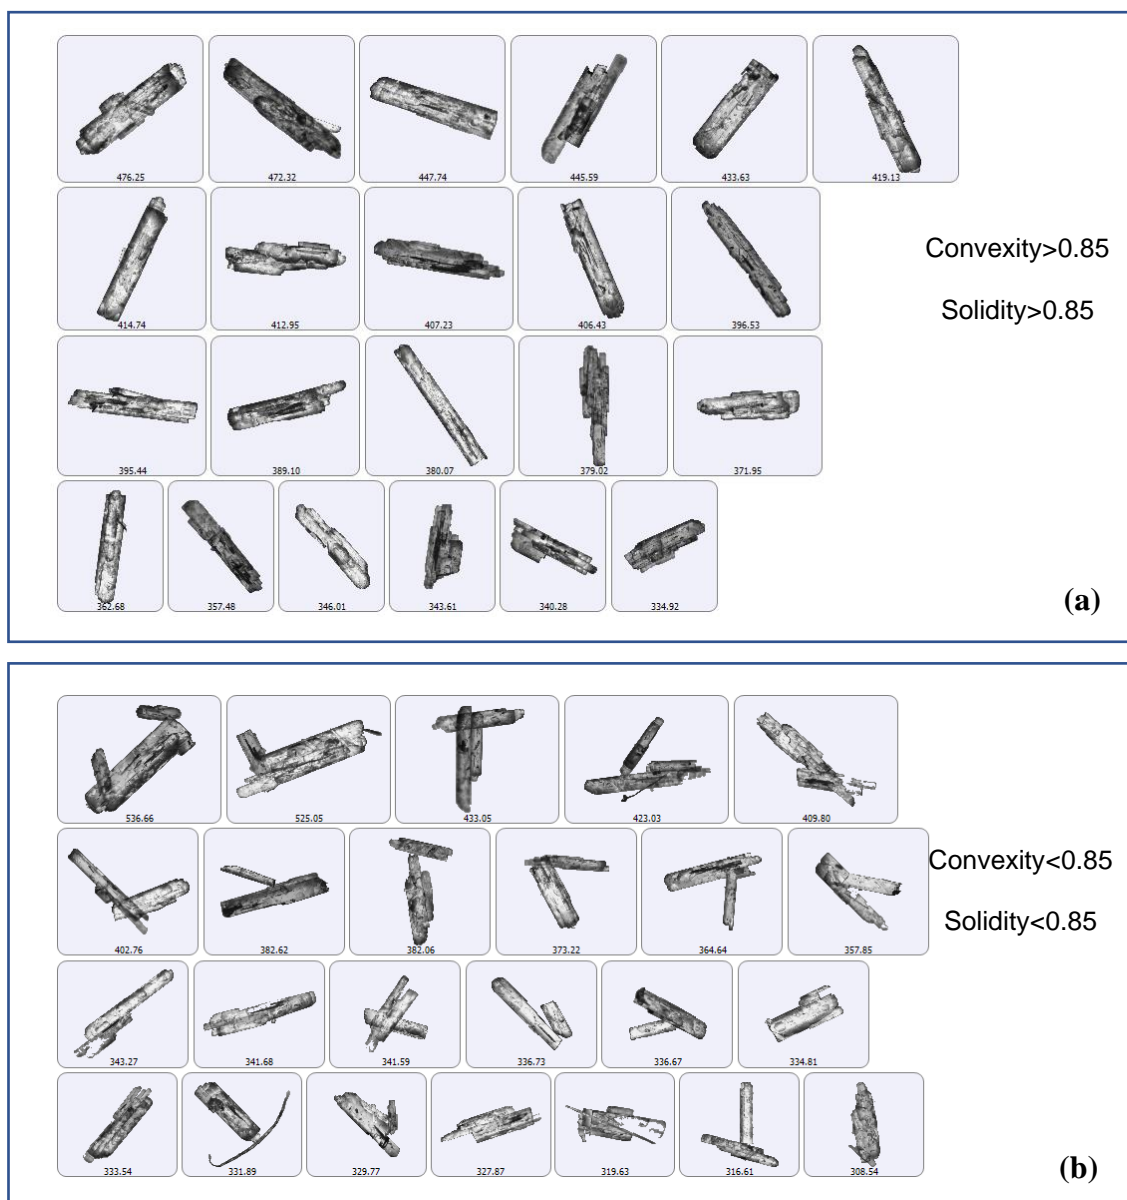 476.25 472.32 447.74 445.59 433.63 419.13
414.74 412.95 407.23 406.43 396.53
Convexity>0.85
Solidity>0.85
395.44 389.10 380.07 379.02 371.95
362.68 357.48 346.01 343.61 340.28 334.92
(a)
536.66 525.05 433.05 423.03 409.80
402.76 382.62 382.06 373.22 364.64 357.85
Convexity<0.85
Solidity<0.85
343.27 341.68 341.59 336.73 336.67 334.81
333.54 331.89 329.77 327.87 319.63 316.61 308.54
(b)